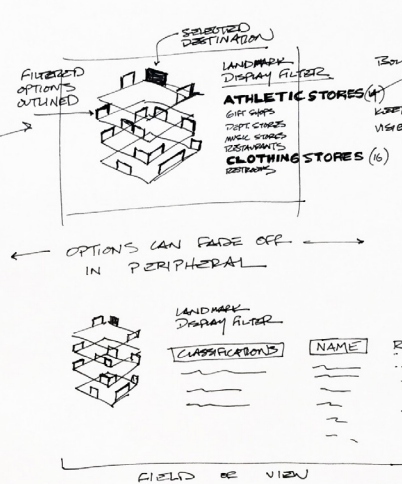 SELECTED
DESTINATION
FILTERED
OPTIONS
OUTLINED
LANDMARK
DISPLAY FILTER
ATHLETIC STORES (4)
GIFT SHOPS
DEPT. STORES
MUSIC STORES
RESTAURANTS
CLOTHING STORES (16)
RESTROOMS
OPTIONS CAN FADE OFF
IN PERIPHERAL
LANDMARK
DISPLAY FILTER
CLASSIFICATIONS
NAME
FIELD OF VIEW